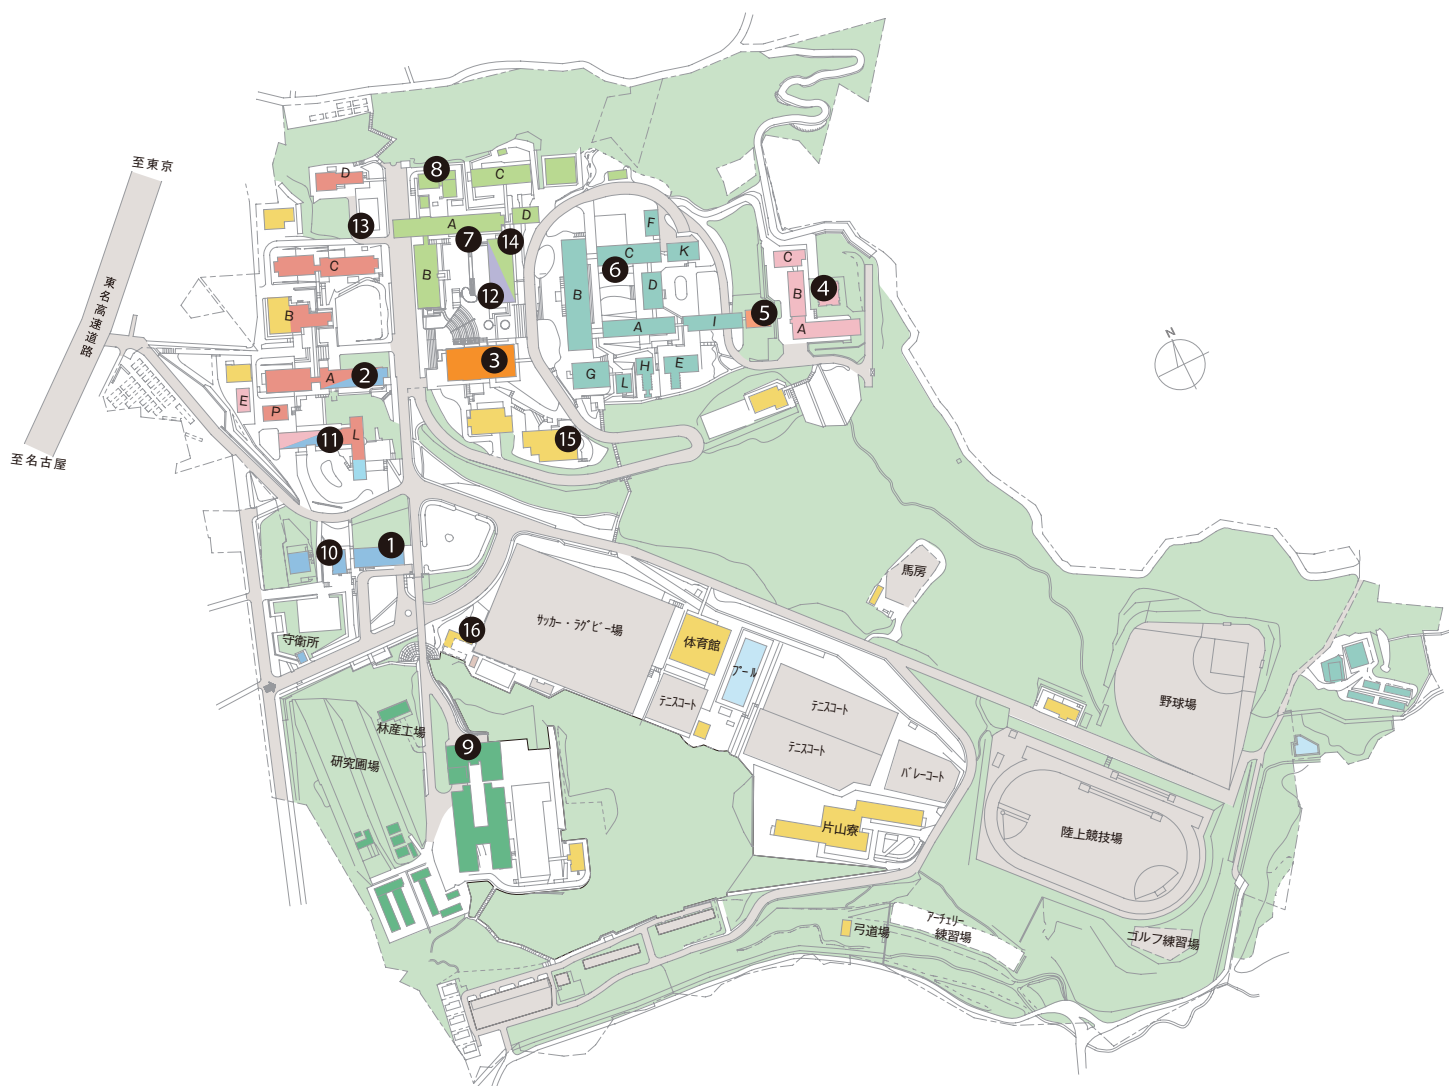 至東京
東名高速道路
至名古屋
N
D
8
C
13
A
D
7
14
F
C
B
12
6
C
K
D
B
C
B
4
A
I
5
A
B
3
A
2
G
L
H
E
E
P
11
L
15
10
1
守衛所
16
サッカー・ラグビー場
体育館
プール
テニスコート
テニスコート
テニスコート
バレーコート
馬房
野球場
林産工場
研究圃場
9
片山寮
陸上競技場
弓道場
アーチェリー
練習場
ゴルフ練習場